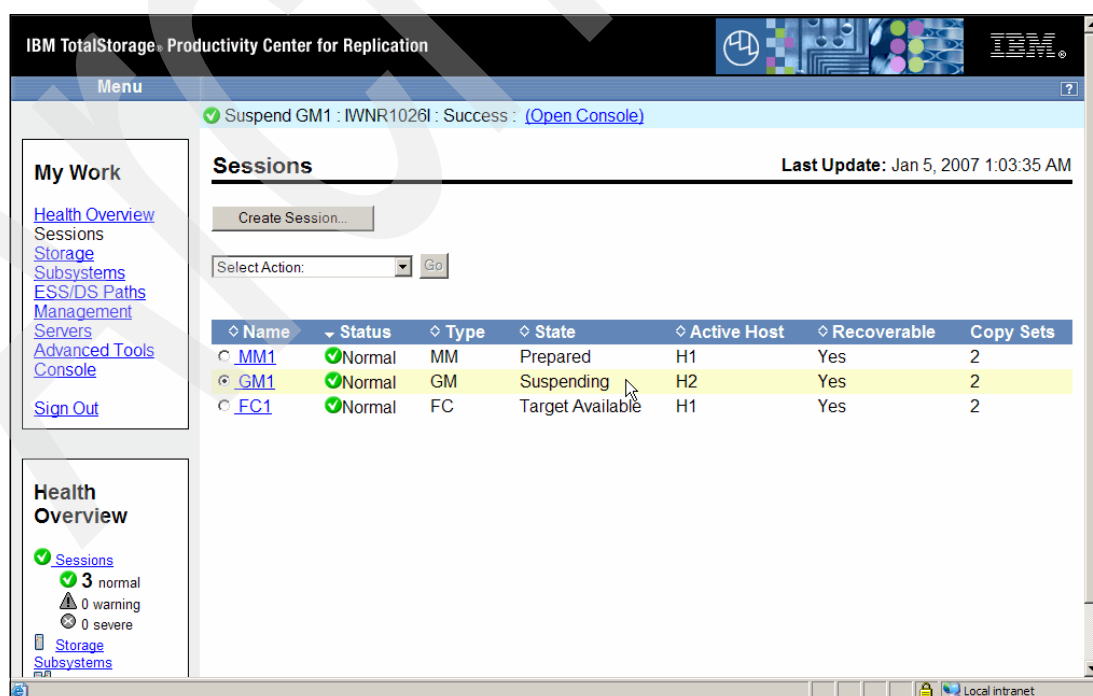 IBM TotalStorage® Productivity Center for Replication
IBM®
Menu
?
Suspend GM1 : IWNR1026I : Success : (Open Console)
My Work
Health Overview
Sessions
Storage
Subsystems
ESS/DS Paths
Management
Servers
Advanced Tools
Console
Sign Out
Sessions
Last Update: Jan 5, 2007 1:03:35 AM
Create Session...
Select Action: Go
Name Status Type State Active Host Recoverable Copy Sets
MM1 Normal MM Prepared H1 Yes 2
GM1 Normal GM Suspending H2 Yes 2
FC1 Normal FC Target Available H1 Yes 2
Health
Overview
Sessions
3 normal
0 warning
0 severe
Storage
Subsystems
Local intranet